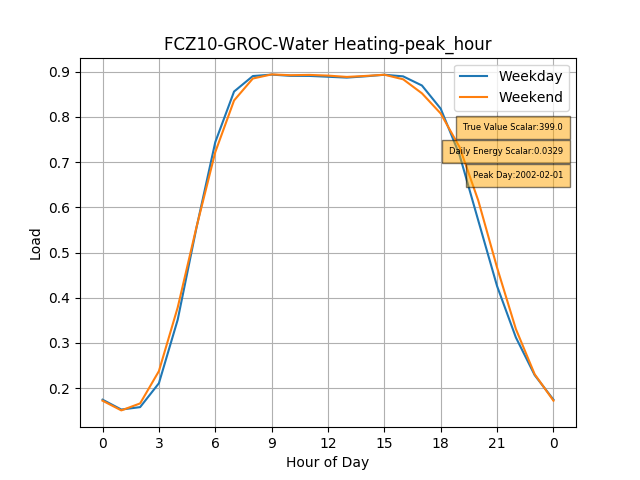 FCZ10-GROC-Water Heating-peak_hour
Weekday
Weekend
True Value Scalar:399.0
Daily Energy Scalar:0.0329
Peak Day:2002-02-01
Load
0.9
0.8
0.7
0.6
0.5
0.4
0.3
0.2
0 3 6 9 12 15 18 21 0
Hour of Day